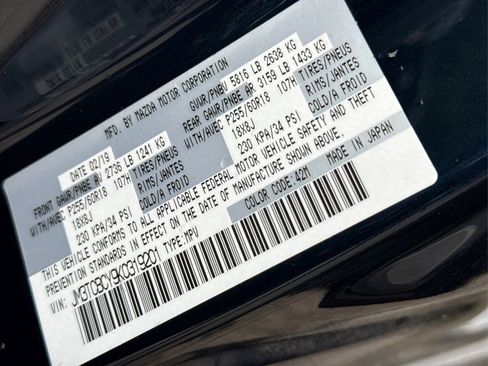 MFD. BY MAZDA MOTOR CORPORATION
DATE 02/19 GVWR/PNBV 5816 LB 2638 KG
FRONT GAWR/PNBE AV 2736 LB 1241 KG REAR GAWR/PNBE AR 3159 LB 1433 KG
WITH/AVEC P255/60R18 107H TIRES/PNEUS WITH/AVEC P255/60R18 107H TIRES/PNEUS
18X8J RIMS/JANTES 18X8J RIMS/JANTES
230 KPA/34 PSI COLD/A FROID 230 KPA/34 PSI COLD/A FROID
THIS VEHICLE CONFORMS TO ALL APPLICABLE FEDERAL MOTOR VEHICLE SAFETY AND THEFT
PREVENTION STANDARDS IN EFFECT ON THE DATE OF MANUFACTURE SHOWN ABOVE.
VIN: JM3TCBCY9K0319201 TYPE:MPV COLOR CODE:42M MADE IN JAPAN